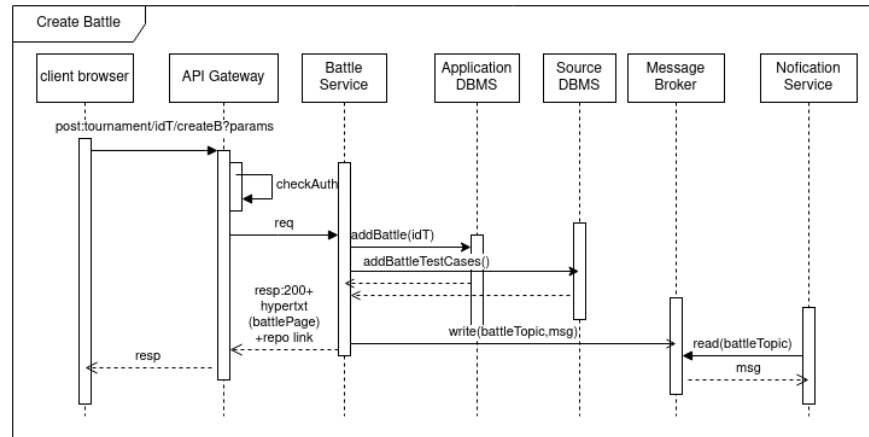 Create Battle
client browser
API Gateway
Battle
Service
Application
DBMS
Source
DBMS
Message
Broker
Nofication
Service
post:tournament/idT/createB?params
checkAuth
req
addBattle(idT)
addBattleTestCases()
resp:200+
hypertxt
(battlePage)
+repo link
write(battleTopic,msg)
read(battleTopic)
resp
msg